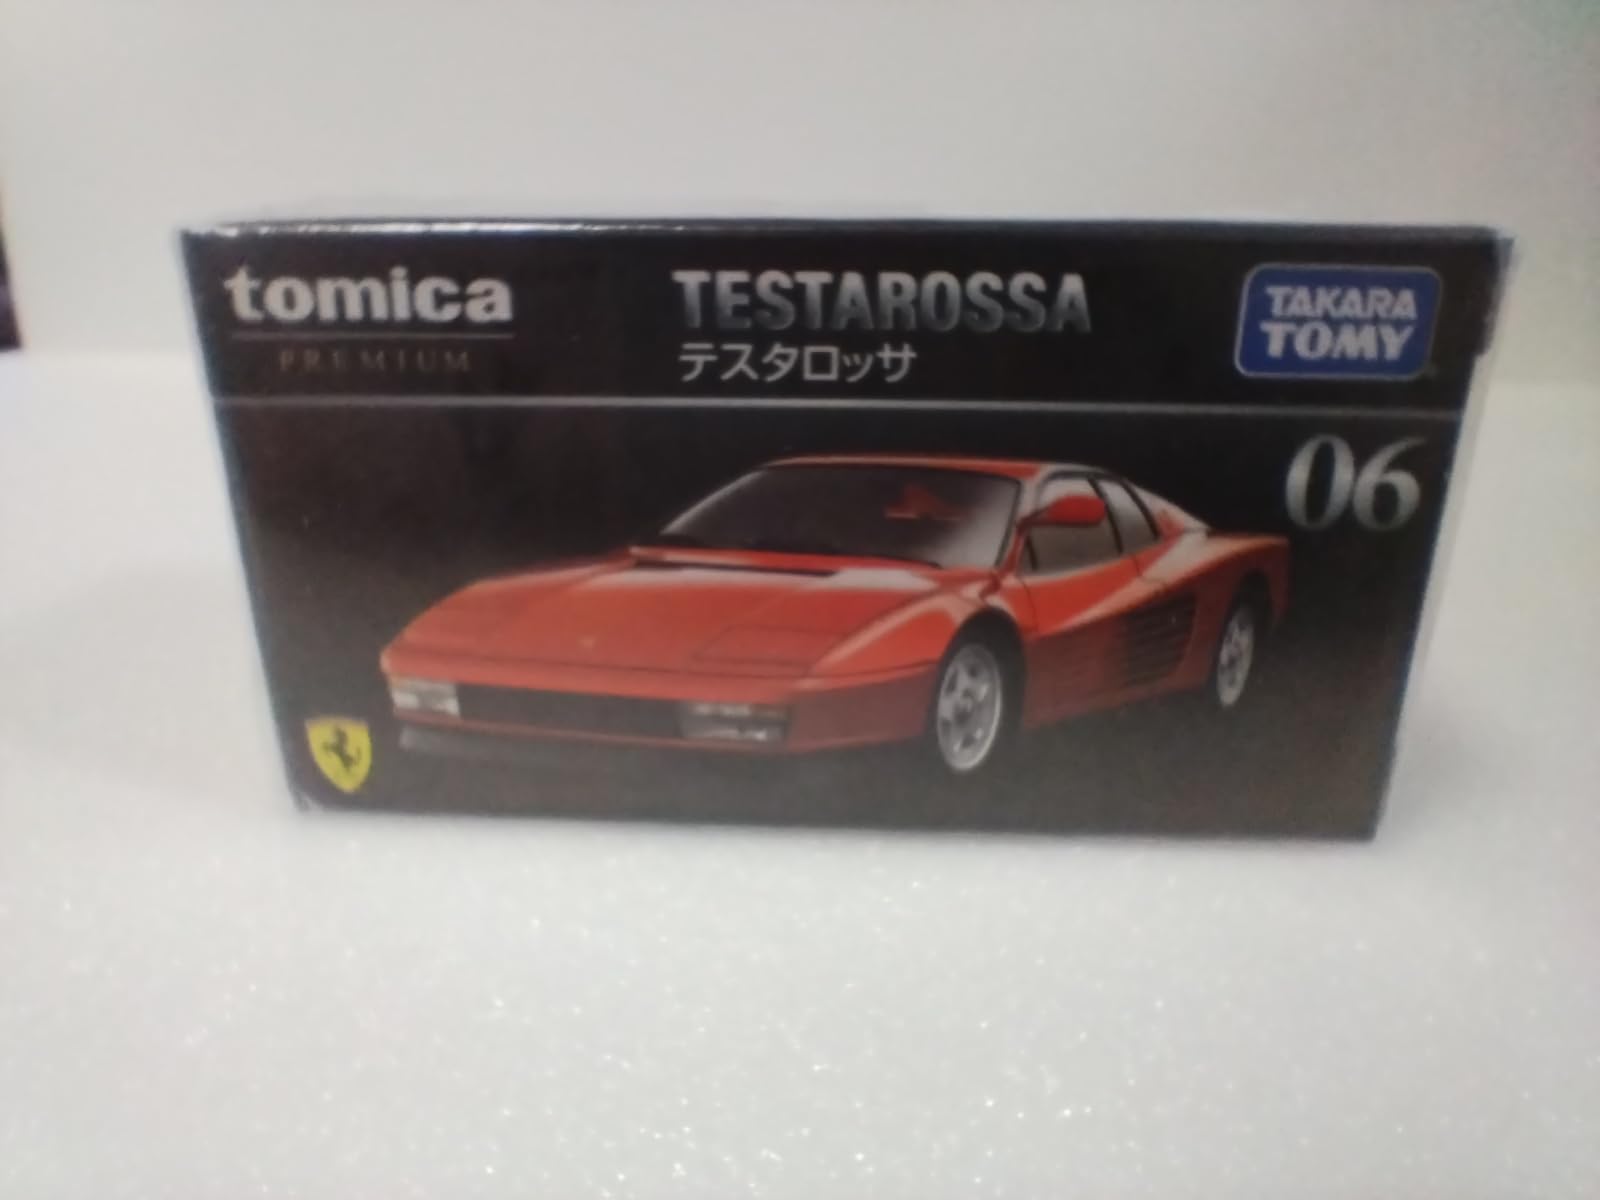 tomica
PREMIUM
TESTAROSSA
テスタロッサ
TAKARA
TOMY
06